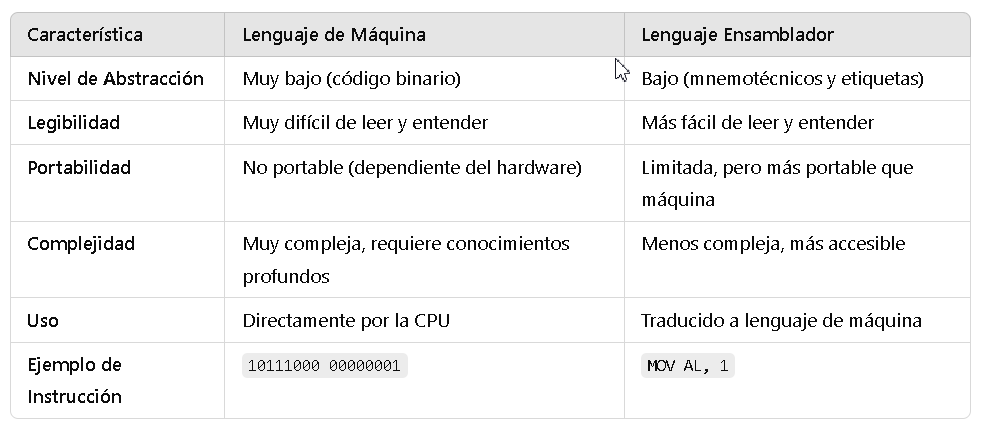 Característica Lenguaje de Máquina Lenguaje Ensamblador
Nivel de Abstracción Muy bajo (código binario) Bajo (mnemotécnicos y etiquetas)
Legibilidad Muy difícil de leer y entender Más fácil de leer y entender
Portabilidad No portable (dependiente del hardware) Limitada, pero más portable que
máquina
Complejidad Muy compleja, requiere conocimientos Menos compleja, más accesible
profundos
Uso Directamente por la CPU Traducido a lenguaje de máquina
Ejemplo de 10111000 00000001 MOV AL, 1
Instrucción